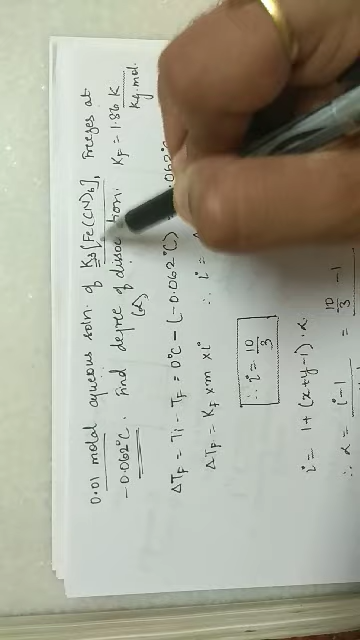 0.01 molal aqueous soln. of K3[Fe(CN)6], freezes at
-0.062°C. Find degree of dissociation. KF = 1.86 K
(α) Kg.mol.
ΔTF = Ti - TF = 0°C - (-0.062°C) = 0.062°C
ΔTF = KF × m × i ∴ i =
∴ i = 10/3
i = 1 + (x+y-1) α
∴ α = i-1 = 10/3 - 1